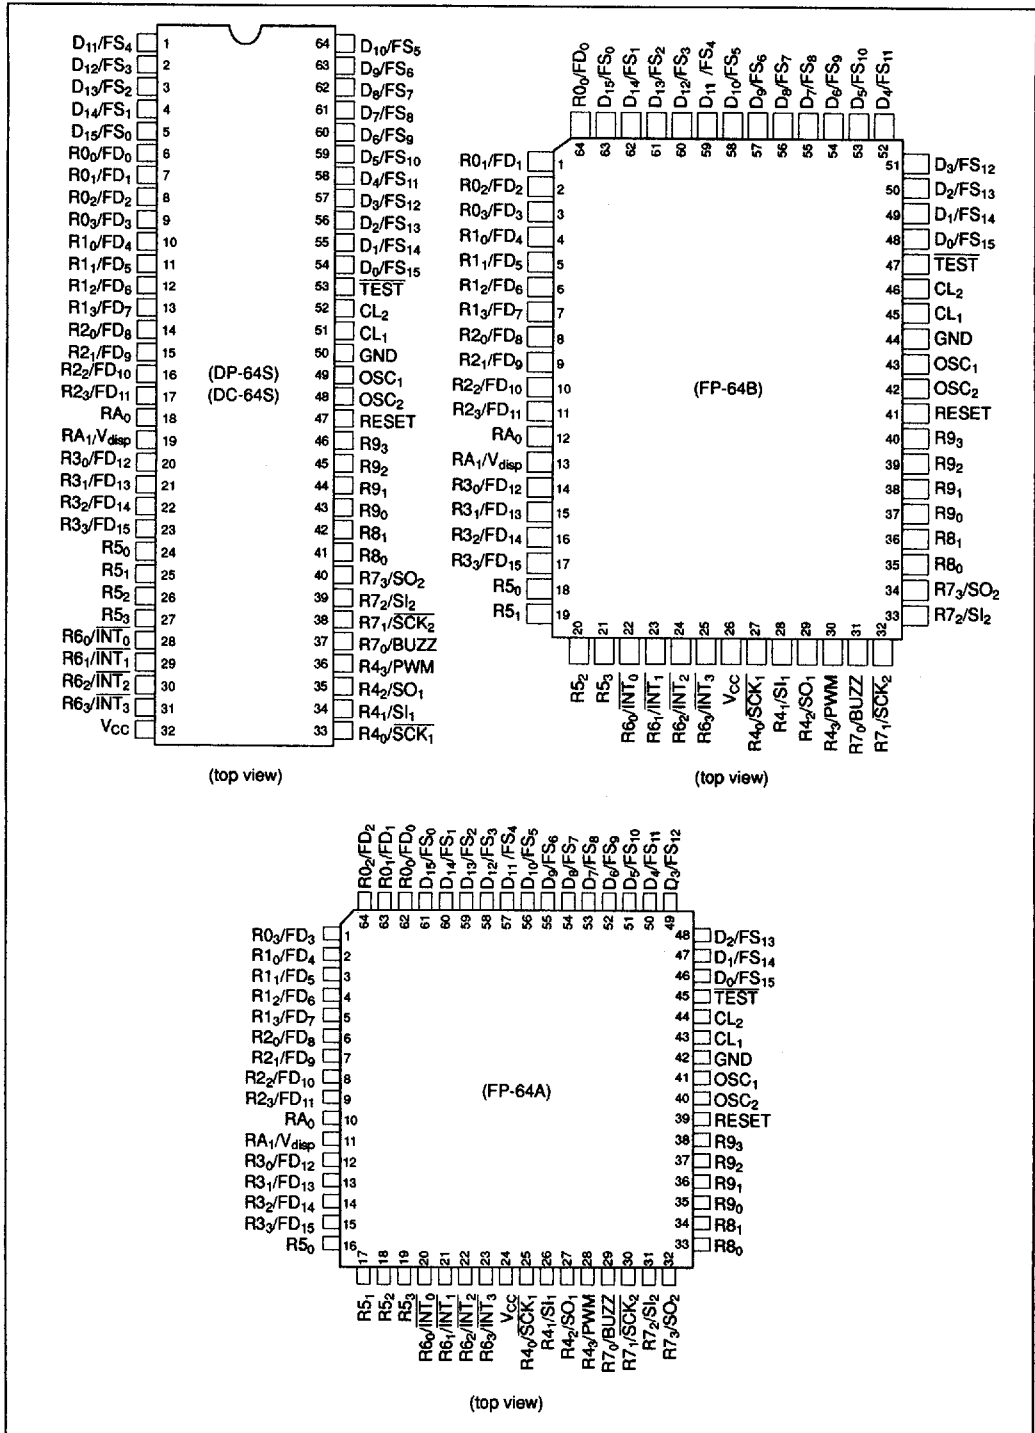 D₁₁/FS₄ 1 64 D₁₀/FS₅
D₁₂/FS₃ 2 63 D₉/FS₆
D₁₃/FS₂ 3 62 D₈/FS₇
D₁₄/FS₁ 4 61 D₇/FS₈
D₁₅/FS₀ 5 60 D₆/FS₉
R0₀/FD₀ 6 59 D₅/FS₁₀
R0₁/FD₁ 7 58 D₄/FS₁₁
R0₂/FD₂ 8 57 D₃/FS₁₂
R0₃/FD₃ 9 56 D₂/FS₁₃
R1₀/FD₄ 10 55 D₁/FS₁₄
R1₁/FD₅ 11 54 D₀/FS₁₅
R1₂/FD₆ 12 53 T̅E̅S̅T̅
R1₃/FD₇ 13 52 CL₂
R2₀/FD₈ 14 51 CL₁
R2₁/FD₉ 15 50 GND
R2₂/FD₁₀ 16 (DP-64S) 49 OSC₁
R2₃/FD₁₁ 17 (DC-64S) 48 OSC₂
RA₀ 18 47 RESET
RA₁/Vdisp 19 46 R9₃
R3₀/FD₁₂ 20 45 R9₂
R3₁/FD₁₃ 21 44 R9₁
R3₂/FD₁₄ 22 43 R9₀
R3₃/FD₁₅ 23 42 R8₁
R5₀ 24 41 R8₀
R5₁ 25 40 R7₃/SO₂
R5₂ 26 39 R7₂/SI₂
R5₃ 27 38 R7₁/S̅C̅K̅₂
R6₀/I̅N̅T̅₀ 28 37 R7₀/BUZZ
R6₁/I̅N̅T̅₁ 29 36 R4₃/PWM
R6₂/I̅N̅T̅₂ 30 35 R4₂/SO₁
R6₃/I̅N̅T̅₃ 31 34 R4₁/SI₁
VCC 32 33 R4₀/S̅C̅K̅₁
(top view)
R0₀/FD₀ D₁₅/FS₀ D₁₄/FS₁ D₁₃/FS₂ D₁₂/FS₃ D₁₁/FS₄ D₁₀/FS₅ D₉/FS₆ D₈/FS₇ D₇/FS₈ D₆/FS₉ D₅/FS₁₀ D₄/FS₁₁
64 63 62 61 60 59 58 57 56 55 54 53 52
R0₁/FD₁ 1 51 D₃/FS₁₂
R0₂/FD₂ 2 50 D₂/FS₁₃
R0₃/FD₃ 3 49 D₁/FS₁₄
R1₀/FD₄ 4 48 D₀/FS₁₅
R1₁/FD₅ 5 47 T̅E̅S̅T̅
R1₂/FD₆ 6 46 CL₂
R1₃/FD₇ 7 45 CL₁
R2₀/FD₈ 8 44 GND
R2₁/FD₉ 9 43 OSC₁
R2₂/FD₁₀ 10 (FP-64B) 42 OSC₂
R2₃/FD₁₁ 11 41 RESET
RA₀ 12 40 R9₃
RA₁/Vdisp 13 39 R9₂
R3₀/FD₁₂ 14 38 R9₁
R3₁/FD₁₃ 15 37 R9₀
R3₂/FD₁₄ 16 36 R8₁
R3₃/FD₁₅ 17 35 R8₀
R5₀ 18 34 R7₃/SO₂
R5₁ 19 33 R7₂/SI₂
20 21 22 23 24 25 26 27 28 29 30 31 32
R5₂ R5₃ R6₀/I̅N̅T̅₀ R6₁/I̅N̅T̅₁ R6₂/I̅N̅T̅₂ R6₃/I̅N̅T̅₃ VCC R4₀/S̅C̅K̅₁ R4₁/SI₁ R4₂/SO₁ R4₃/PWM R7₀/BUZZ R7₁/S̅C̅K̅₂
(top view)
R0₂/FD₂ R0₁/FD₁ R0₀/FD₀ D₁₅/FS₀ D₁₄/FS₁ D₁₃/FS₂ D₁₂/FS₃ D₁₁/FS₄ D₁₀/FS₅ D₉/FS₆ D₈/FS₇ D₇/FS₈ D₆/FS₉ D₅/FS₁₀ D₄/FS₁₁ D₃/FS₁₂
64 63 62 61 60 59 58 57 56 55 54 53 52 51 50 49
R0₃/FD₃ 1 48 D₂/FS₁₃
R1₀/FD₄ 2 47 D₁/FS₁₄
R1₁/FD₅ 3 46 D₀/FS₁₅
R1₂/FD₆ 4 45 T̅E̅S̅T̅
R1₃/FD₇ 5 44 CL₂
R2₀/FD₈ 6 43 CL₁
R2₁/FD₉ 7 42 GND
R2₂/FD₁₀ 8 (FP-64A) 41 OSC₁
R2₃/FD₁₁ 9 40 OSC₂
RA₀ 10 39 RESET
RA₁/Vdisp 11 38 R9₃
R3₀/FD₁₂ 12 37 R9₂
R3₁/FD₁₃ 13 36 R9₁
R3₂/FD₁₄ 14 35 R9₀
R3₃/FD₁₅ 15 34 R8₁
R5₀ 16 33 R8₀
17 18 19 20 21 22 23 24 25 26 27 28 29 30 31 32
R5₁ R5₂ R5₃ R6₀/I̅N̅T̅₀ R6₁/I̅N̅T̅₁ R6₂/I̅N̅T̅₂ R6₃/I̅N̅T̅₃ VCC R4₀/S̅C̅K̅₁ R4₁/SI₁ R4₂/SO₁ R4₃/PWM R7₀/BUZZ R7₁/S̅C̅K̅₂ R7₂/SI₂ R7₃/SO₂
(top view)